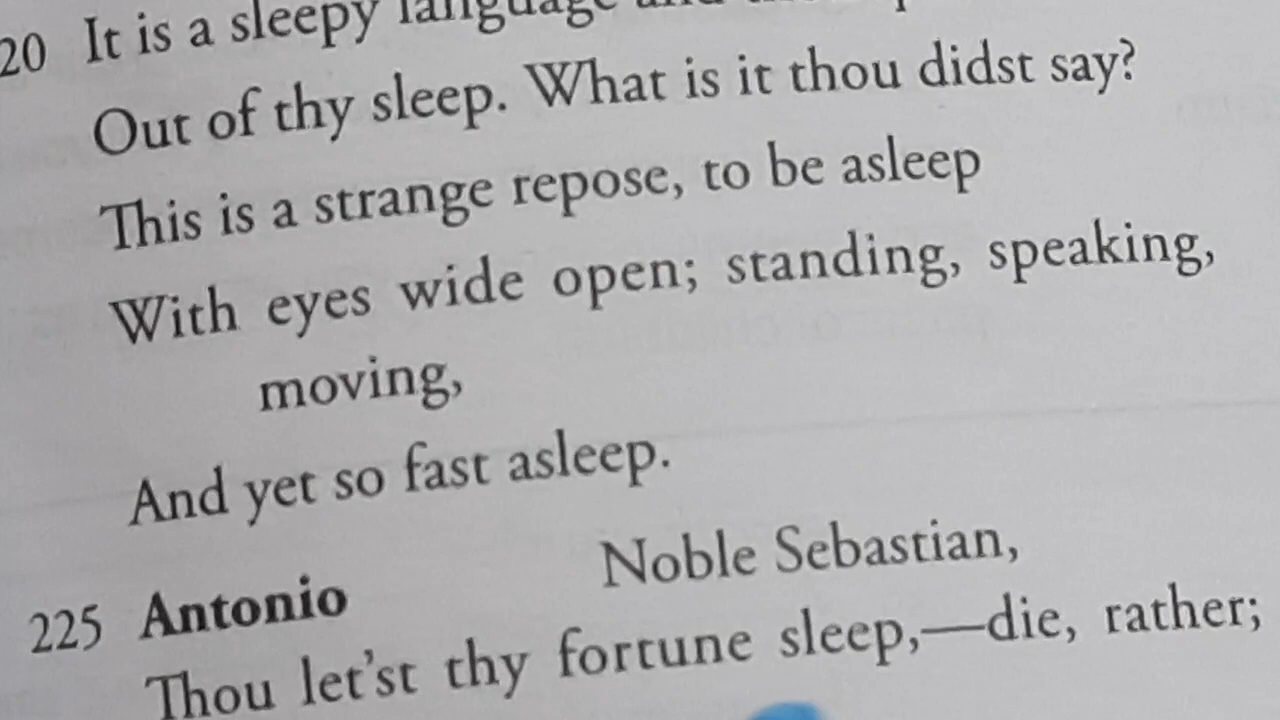 20 It is a sleepy language and
Out of thy sleep. What is it thou didst say?
This is a strange repose, to be asleep
With eyes wide open; standing, speaking,
moving,
And yet so fast asleep.
Noble Sebastian,
225 Antonio
Thou let'st thy fortune sleep,—die, rather;